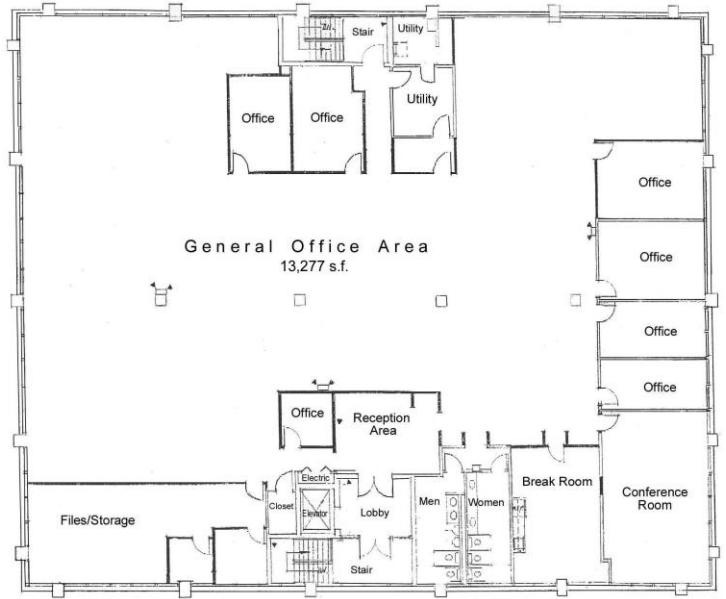 Stair
Utility
Utility
Office
Office
Office
General Office Area
13,277 s.f.
Office
Office
Office
Office
Reception
Area
Electric
Closet
Elevator
Lobby
Men
Women
Break Room
Conference
Room
Files/Storage
Stair